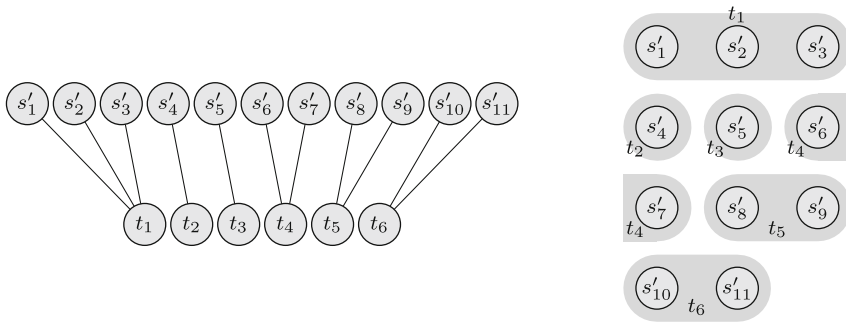 s′1 s′2 s′3 s′4 s′5 s′6 s′7 s′8 s′9 s′10 s′11
t1 t2 t3 t4 t5 t6
t1
s′1 s′2 s′3
s′4 s′5 s′6
t2 t3 t4
s′7 s′8 s′9
t4 t5
s′10 s′11
t6